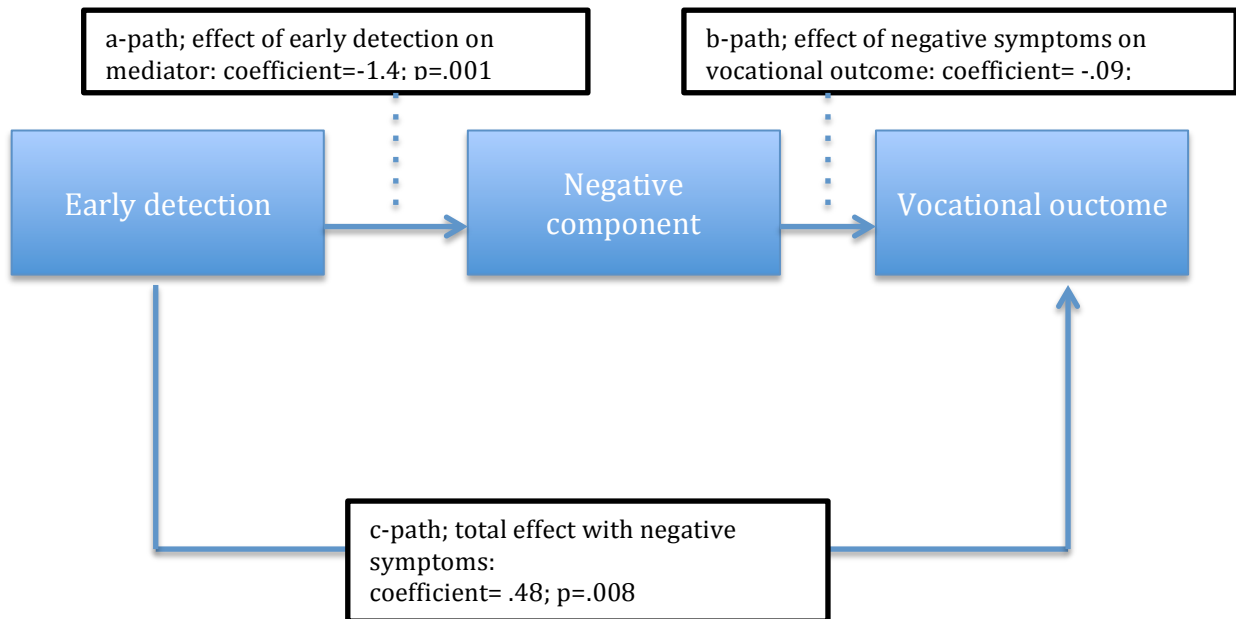 a-path; effect of early detection on
mediator: coefficient=-1.4; p=.001
b-path; effect of negative symptoms on
vocational outcome: coefficient= -.09;
Early detection
Negative
component
Vocational ouctome
c-path; total effect with negative
symptoms:
coefficient= .48; p=.008